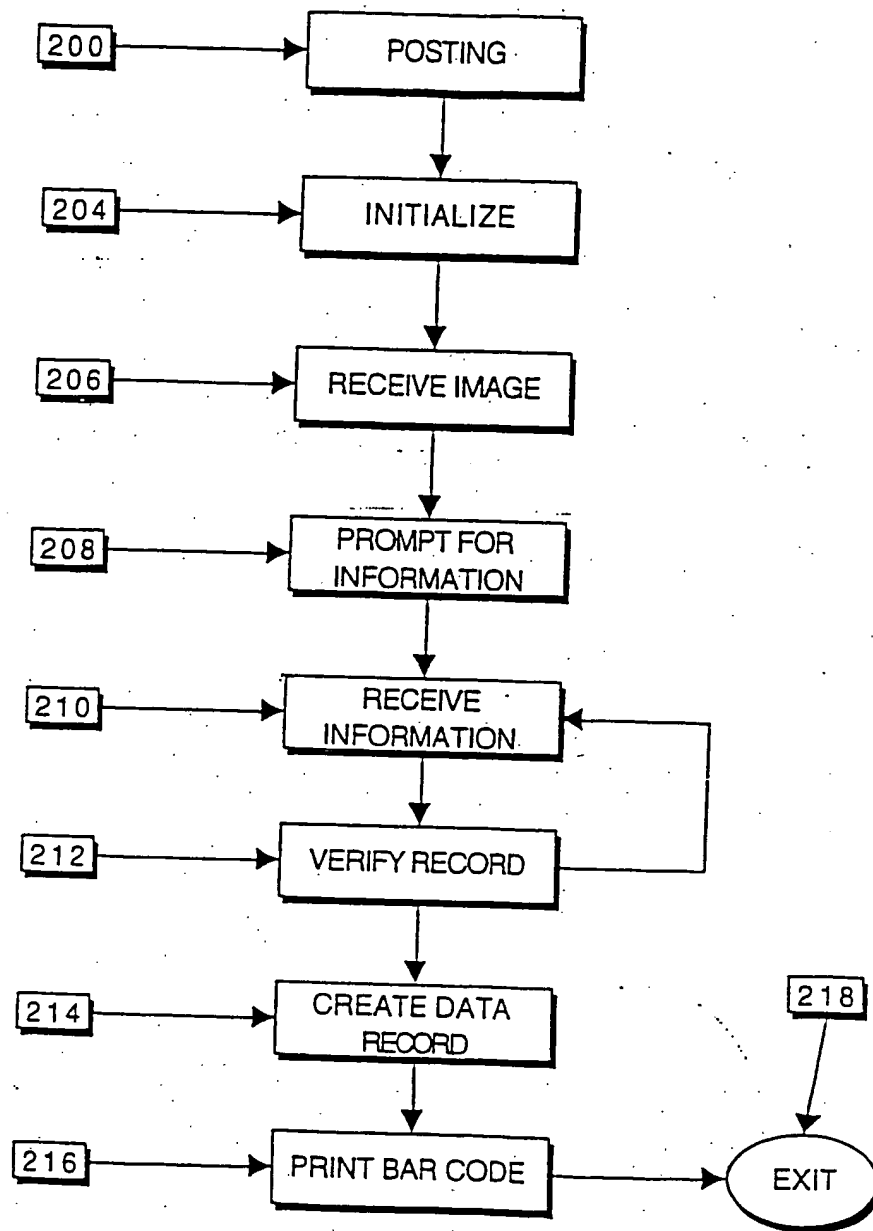 200
POSTING
204
INITIALIZE
206
RECEIVE IMAGE
208
PROMPT FOR
INFORMATION
210
RECEIVE
INFORMATION
212
VERIFY RECORD
214
CREATE DATA
RECORD
218
216
PRINT BAR CODE
EXIT